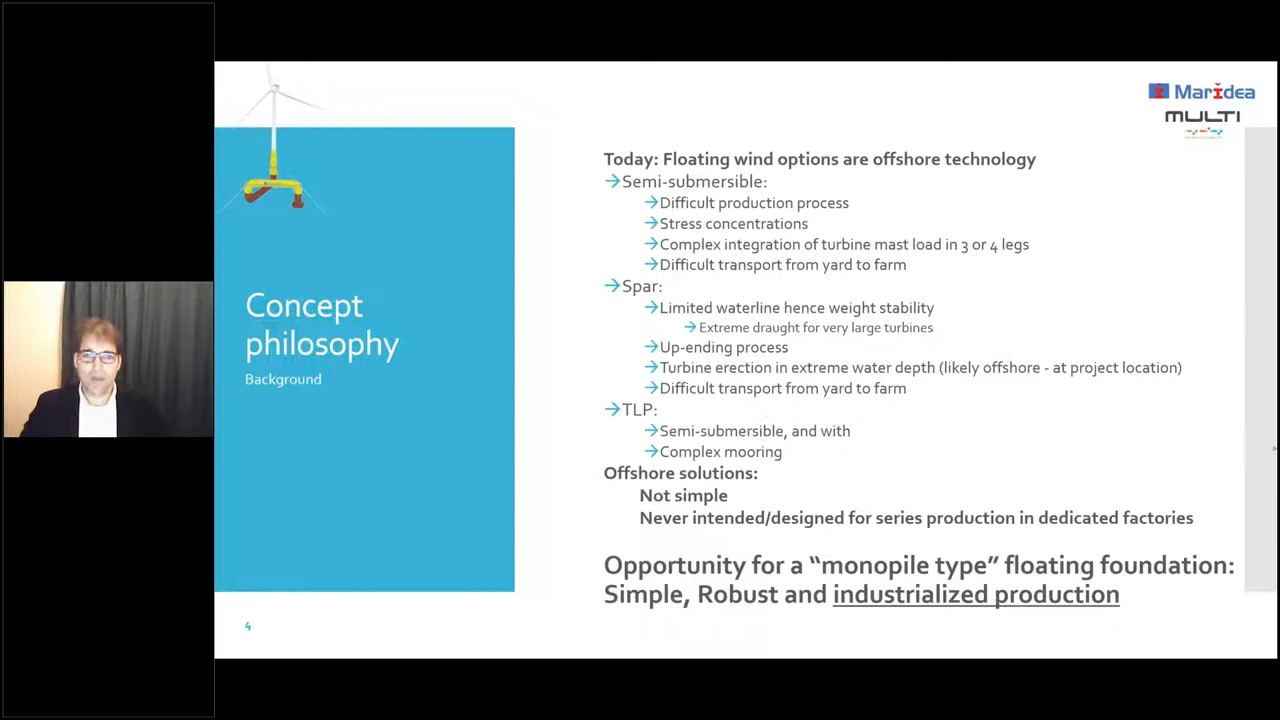 Maridea
MULTI
Concept
philosophy
Background
Today: Floating wind options are offshore technology
→Semi-submersible:
→Difficult production process
→Stress concentrations
→Complex integration of turbine mast load in 3 or 4 legs
→Difficult transport from yard to farm
→Spar:
→Limited waterline hence weight stability
→Extreme draught for very large turbines
→Up-ending process
→Turbine erection in extreme water depth (likely offshore - at project location)
→Difficult transport from yard to farm
→TLP:
→Semi-submersible, and with
→Complex mooring
Offshore solutions:
Not simple
Never intended/designed for series production in dedicated factories
Opportunity for a “monopile type” floating foundation:
Simple, Robust and industrialized production
4